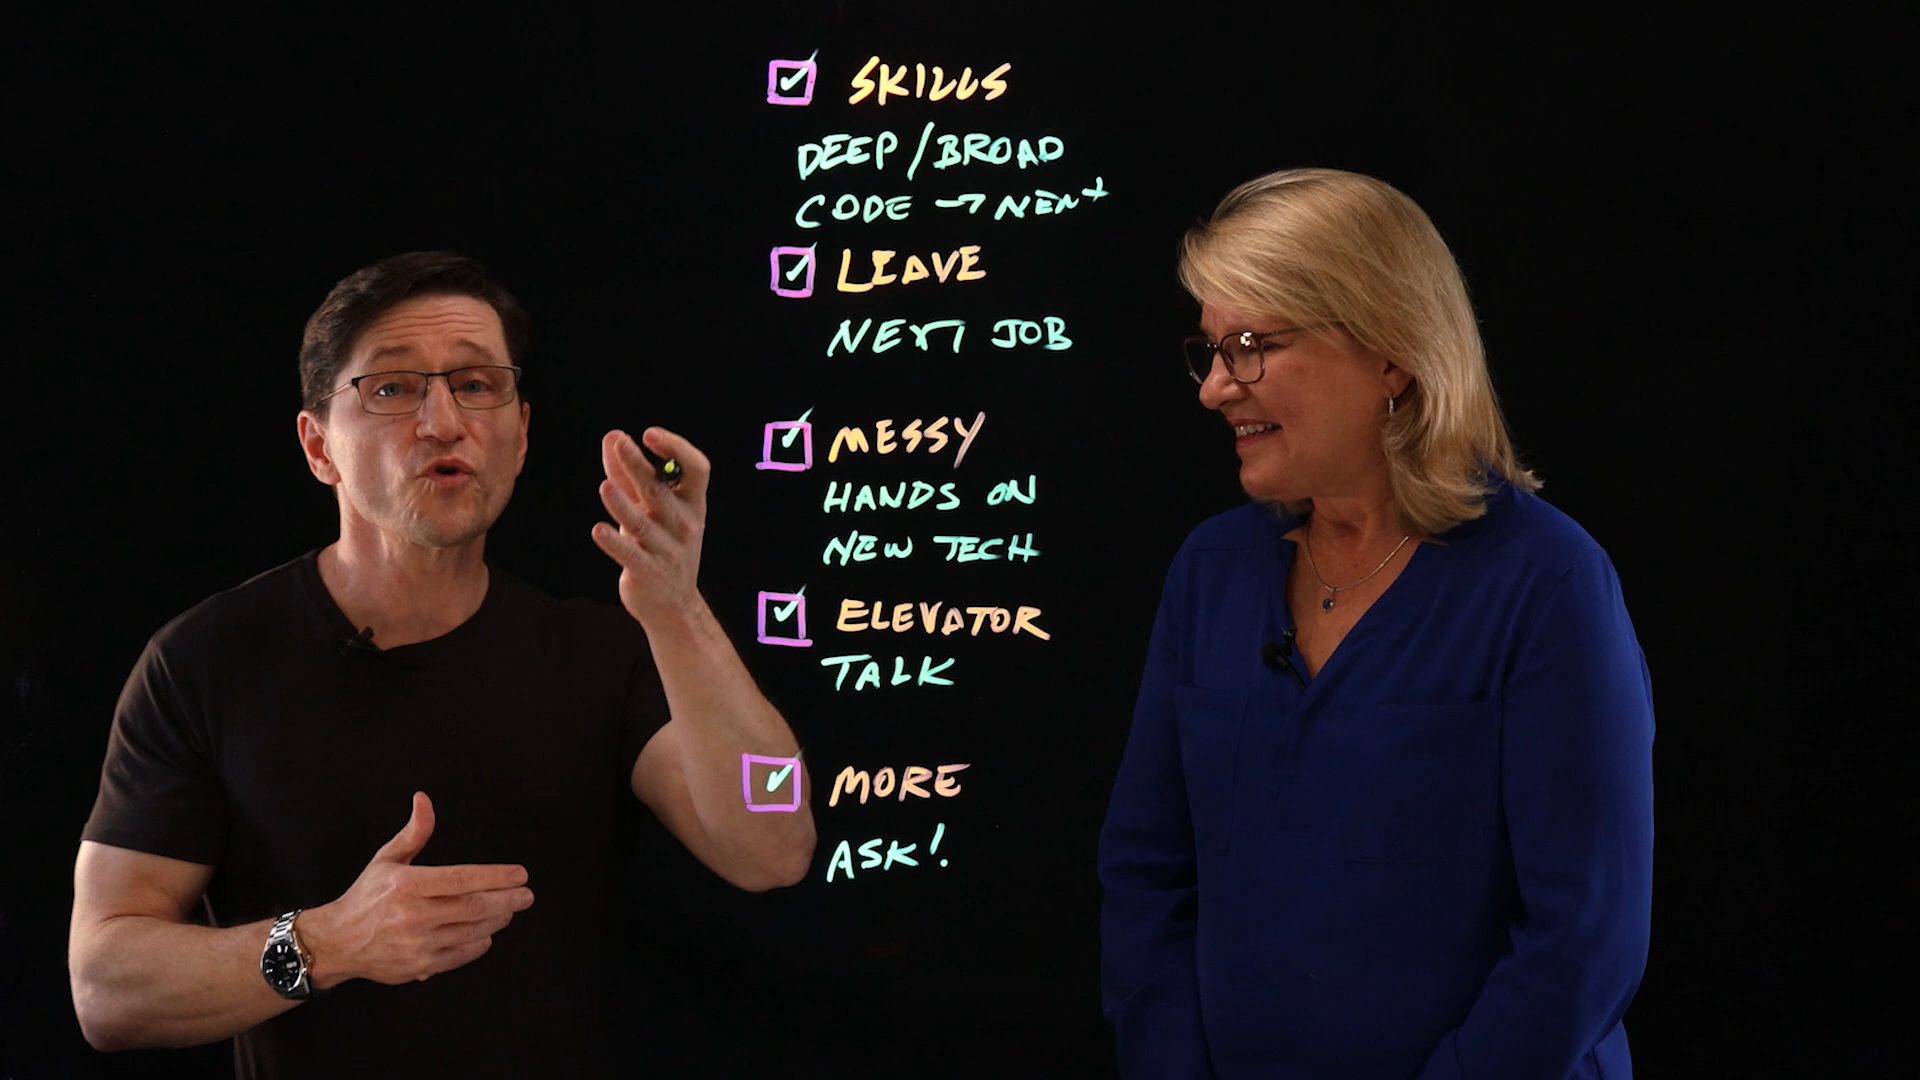 SKILLS
DEEP/BROAD
CODE → NEXT
LEAVE
NEXT JOB
MESSY
HANDS ON
NEW TECH
ELEVATOR
TALK
MORE
ASK!